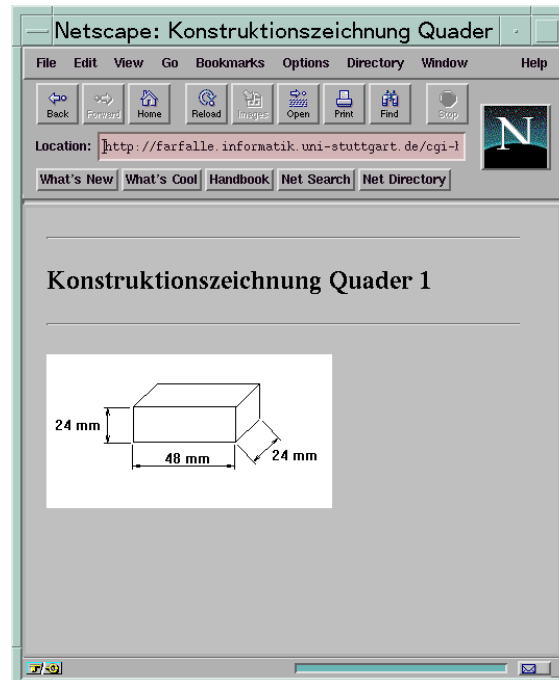 Netscape: Konstruktionszeichnung Quader
File Edit View Go Bookmarks Options Directory Window Help
Back Forward Home Reload Images Open Print Find Stop
N
Location: http://farfalle.informatik.uni-stuttgart.de/cgi-
What's New What's Cool Handbook Net Search Net Directory
Konstruktionszeichnung Quader 1
24 mm
48 mm
24 mm